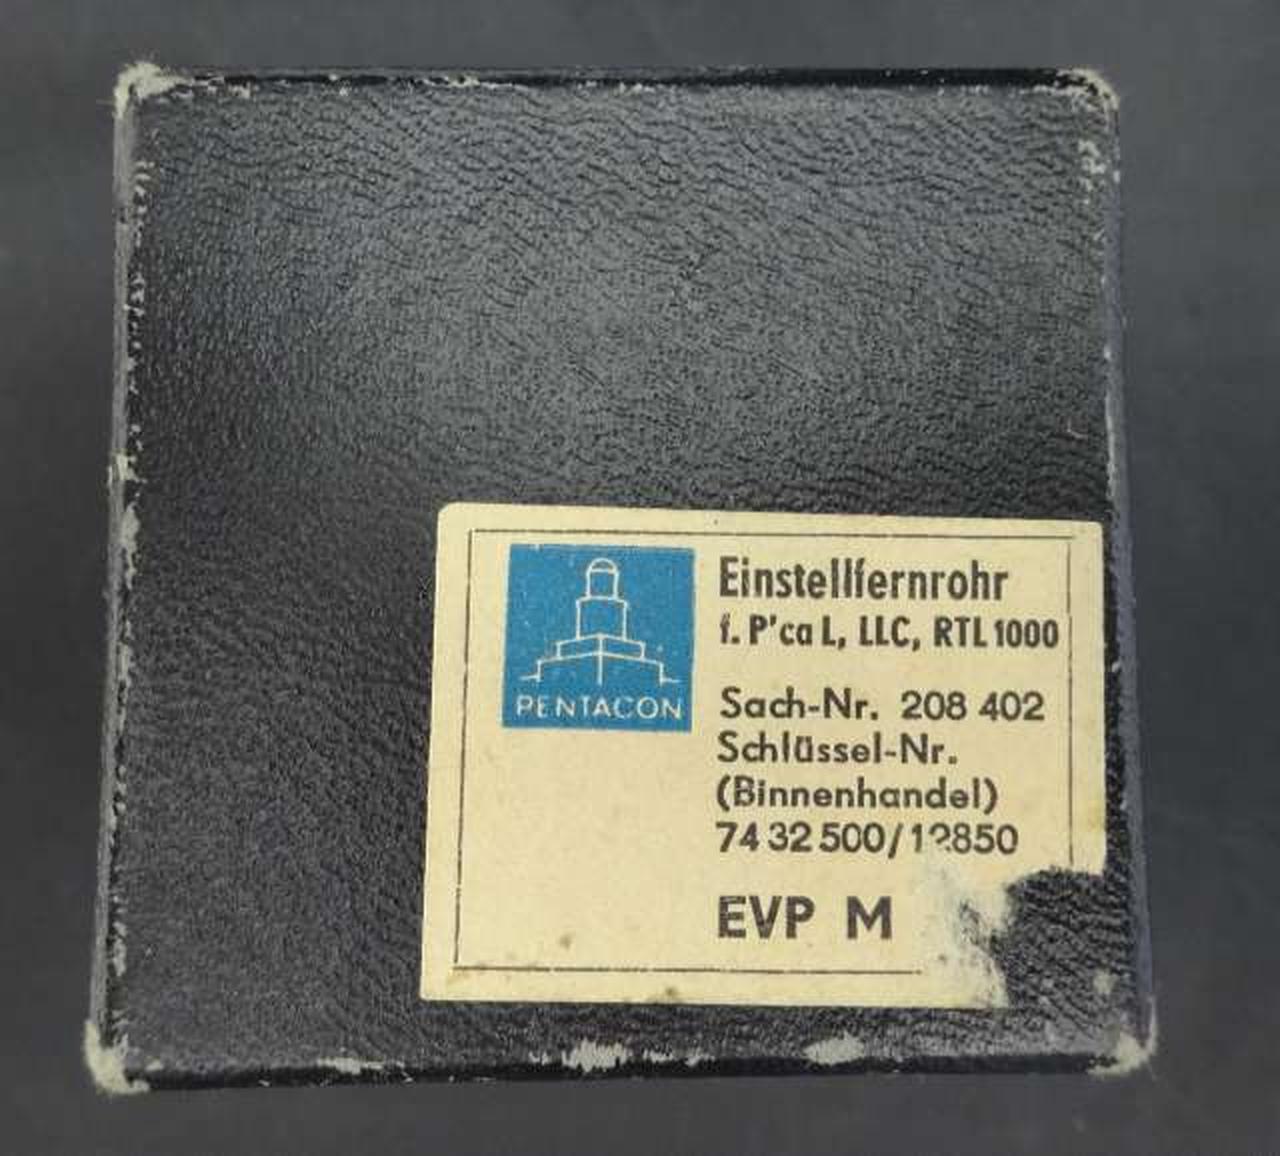 PENTACON
Einstellfernrohr
f. P'ca L, LLC, RTL 1000
Sach-Nr. 208 402
Schlüssel-Nr.
(Binnenhandel)
74 32 500/12850
EVP M